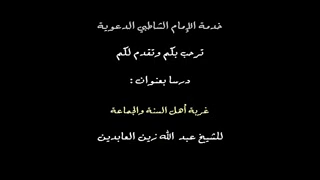 خدمة الإمام الشاطبي الدعوية
ترحب بكم وتقدم لكم
درسا بعنوان :
غربة أهل السنة والجماعة
للشيخ عبد الله زين العابدين